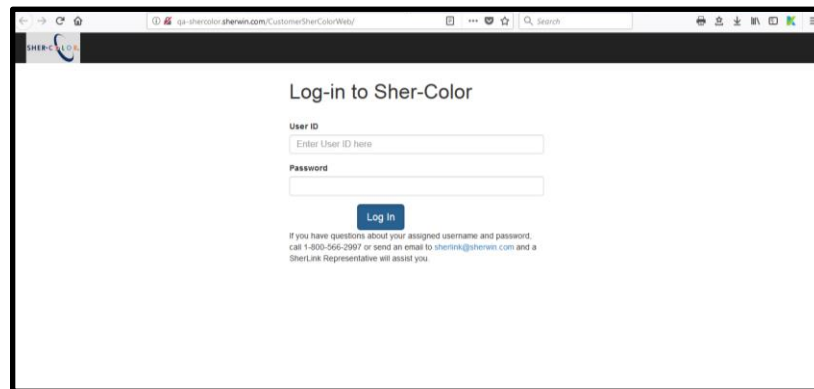 qa-shercolor.sherwin.com/CustomerSherColorWeb/
Search
SHER-COLOR
Log-in to Sher-Color
User ID
Enter User ID here
Password
Log In
If you have questions about your assigned username and password,
call 1-800-566-2997 or send an email to sherlink@sherwin.com and a
SherLink Representative will assist you.